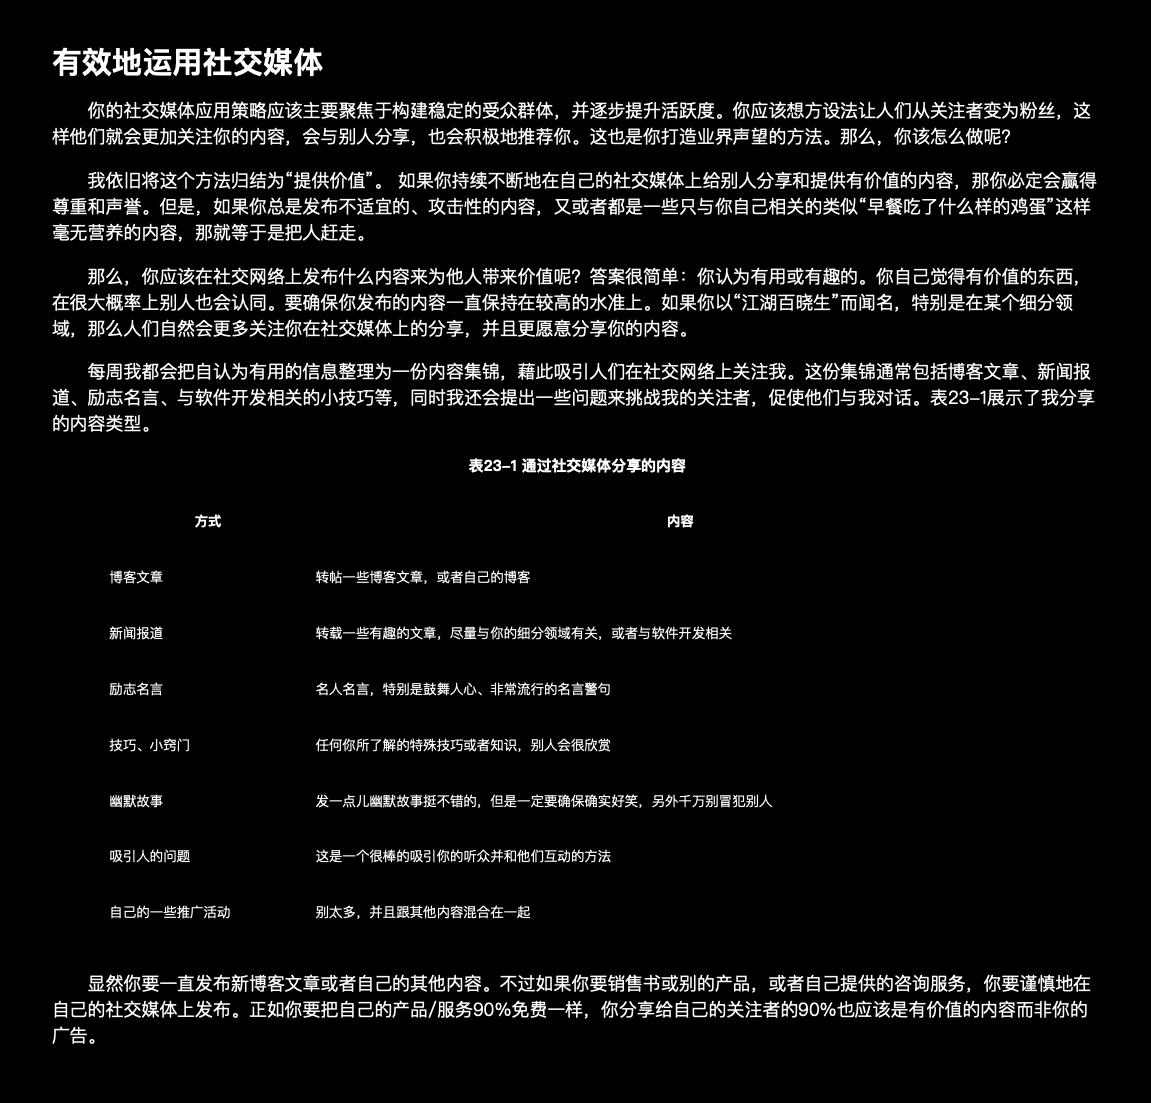 有效地运用社交媒体
你的社交媒体应用策略应该主要聚焦于构建稳定的受众群体，并逐步提升活跃度。你应该想方设法让人们从关注者变为粉丝，这
样他们就会更加关注你的内容，会与别人分享，也会积极地推荐你。这也是你打造业界声望的方法。那么，你该怎么做呢？
我依旧将这个方法归结为“提供价值”。 如果你持续不断地在自己的社交媒体上给别人分享和提供有价值的内容，那你必定会赢得
尊重和声誉。但是，如果你总是发布不适宜的、攻击性的内容，又或者都是一些只与你自己相关的类似“早餐吃了什么样的鸡蛋”这样
毫无营养的内容，那就等于是把人赶走。
那么，你应该在社交网络上发布什么内容来为他人带来价值呢？答案很简单：你认为有用或有趣的。你自己觉得有价值的东西，
在很大概率上别人也会认同。要确保你发布的内容一直保持在较高的水准上。如果你以“江湖百晓生”而闻名，特别是在某个细分领
域，那么人们自然会更多关注你在社交媒体上的分享，并且更愿意分享你的内容。
每周我都会把自认为有用的信息整理为一份内容集锦，藉此吸引人们在社交网络上关注我。这份集锦通常包括博客文章、新闻报
道、励志名言、与软件开发相关的小技巧等，同时我还会提出一些问题来挑战我的关注者，促使他们与我对话。表23-1展示了我分享
的内容类型。
表23-1 通过社交媒体分享的内容
方式 内容
博客文章 转帖一些博客文章，或者自己的博客
新闻报道 转载一些有趣的文章，尽量与你的细分领域有关，或者与软件开发相关
励志名言 名人名言，特别是鼓舞人心、非常流行的名言警句
技巧、小窍门 任何你所了解的特殊技巧或者知识，别人会很欣赏
幽默故事 发一点儿幽默故事挺不错的，但是一定要确保确实好笑，另外千万别冒犯别人
吸引人的问题 这是一个很棒的吸引你的听众并和他们互动的方法
自己的一些推广活动 别太多，并且跟其他内容混合在一起
显然你要一直发布新博客文章或者自己的其他内容。不过如果你要销售书或别的产品，或者自己提供的咨询服务，你要谨慎地在
自己的社交媒体上发布。正如你要把自己的产品/服务90%免费一样，你分享给自己的关注者的90%也应该是有价值的内容而非你的
广告。